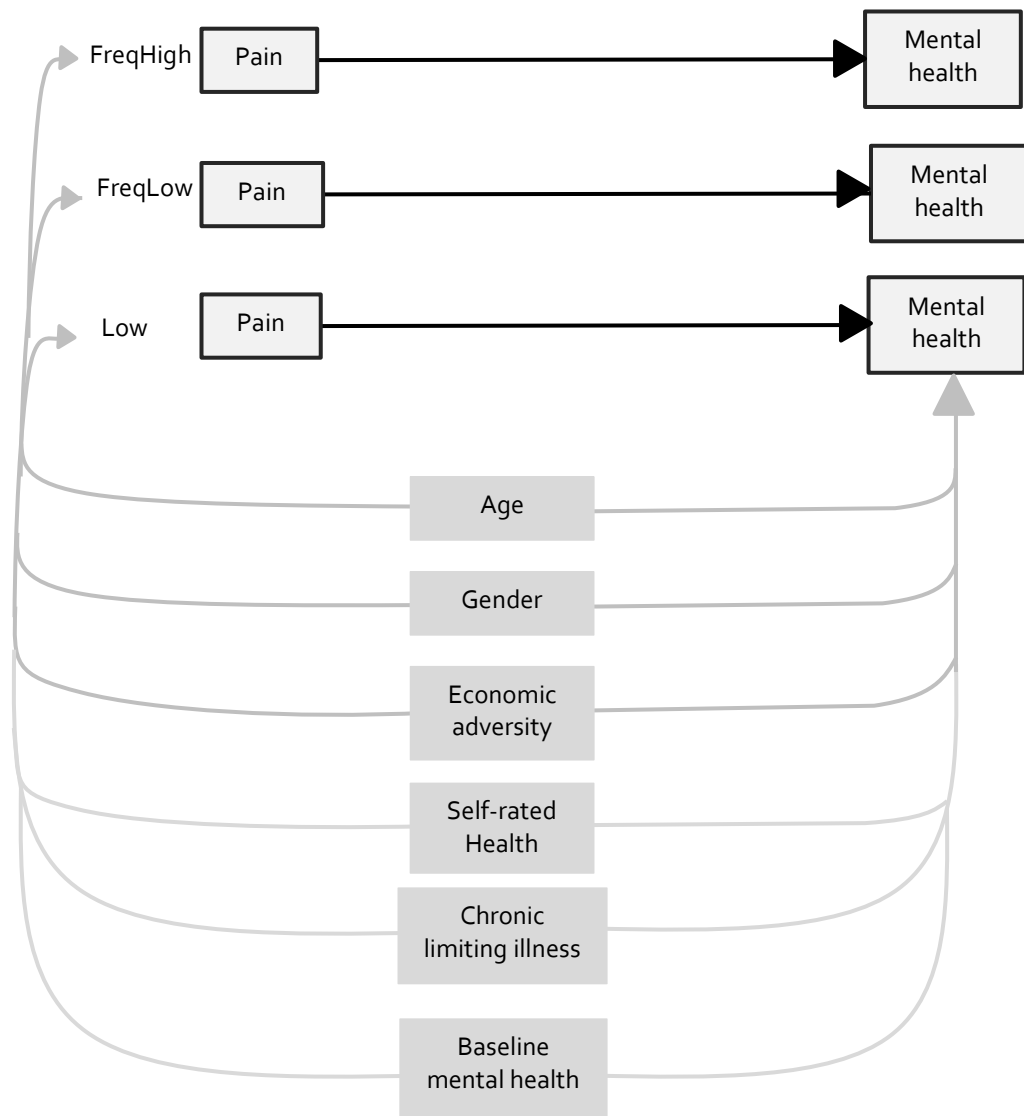 FreqHigh
Pain
Mental
health
FreqLow
Pain
Mental
health
Low
Pain
Mental
health
Age
Gender
Economic
adversity
Self-rated
Health
Chronic
limiting illness
Baseline
mental health